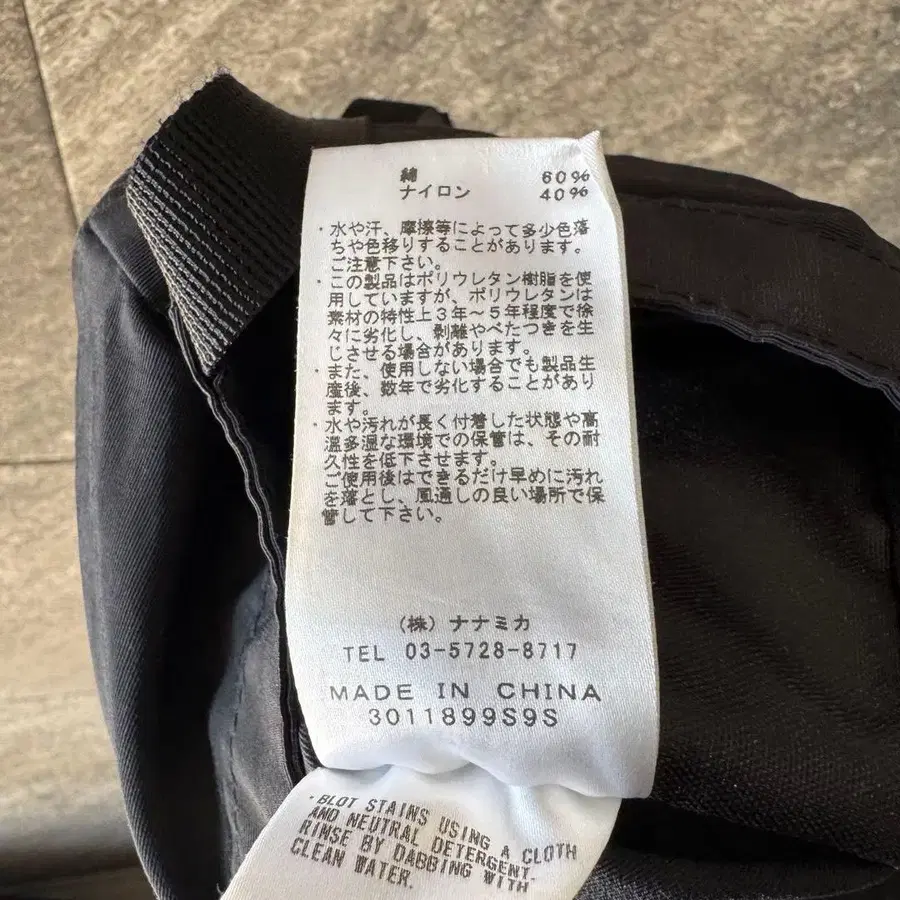 綿 60%
ナイロン 40%
・水や汗、摩擦等によって多少色落
ちや色移りすることがあります。
ご注意下さい。
・この製品はポリウレタン樹脂を使
用していますが、ポリウレタンは
素材の特性上3年～5年程度で徐
々に劣化し、剥離やべたつきを生
じさせる場合があります。
・また、使用しない場合でも製品生
産後、数年で劣化することがあり
ます。
・水や汚れが長く付着した状態や高
温多湿な環境での保管は、その耐
久性を低下させます。
ご使用後はできるだけ早めに汚れ
を落とし、風通しの良い場所で保
管して下さい。
(株)ナナミカ
TEL 03-5728-8717
MADE IN CHINA
3011899S9S
・BLOT STAINS USING A CLOTH
AND NEUTRAL DETERGENT.
RINSE BY DABBING WITH
CLEAN WATER.